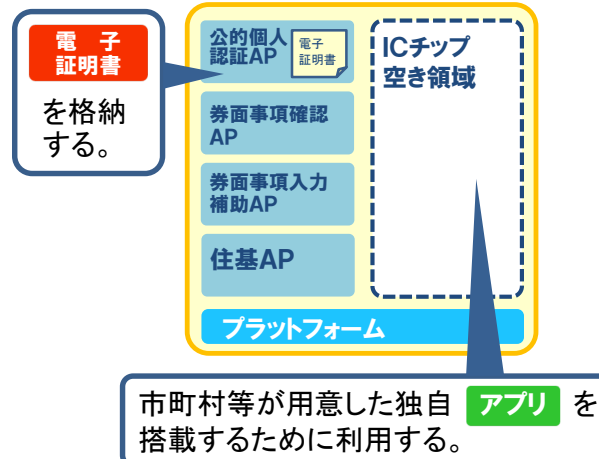 電 子
証明書
を格納
する。
公的個人
認証AP
電子
証明書
券面事項確認
AP
券面事項入力
補助AP
住基AP
ICチップ
空き領域
プラットフォーム
市町村等が用意した独自 アプリ を
搭載するために利用する。